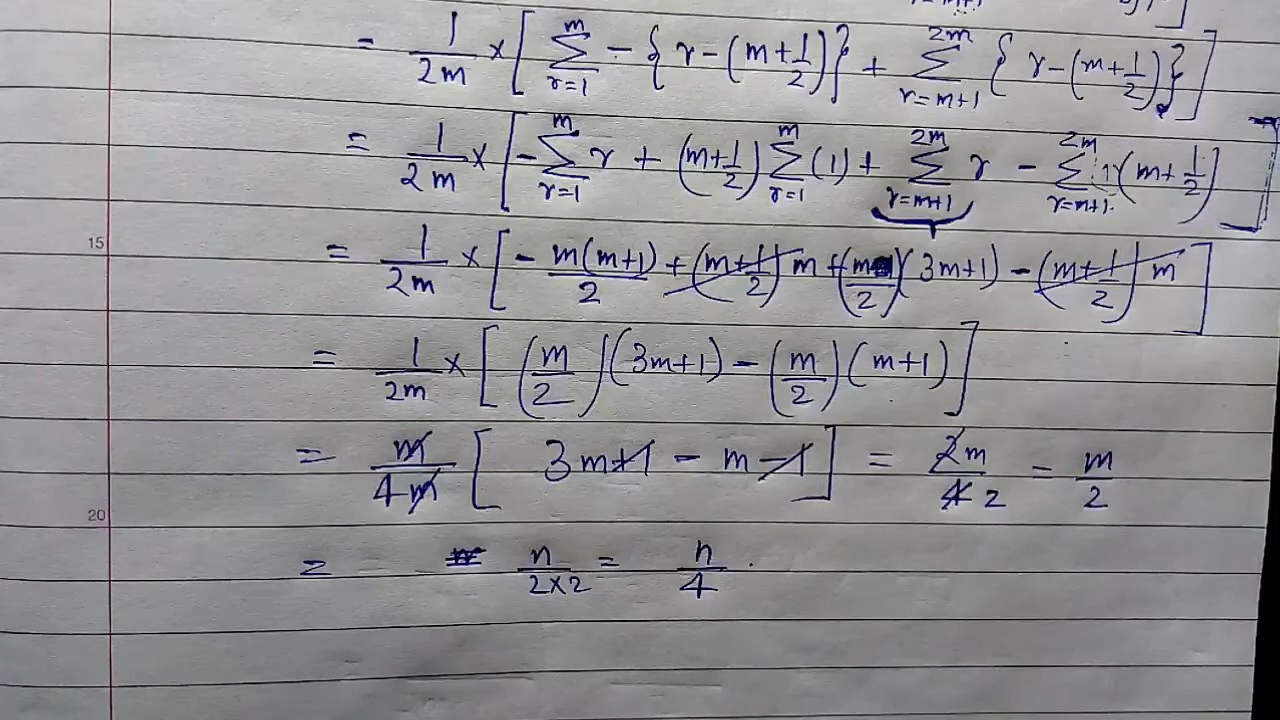 = 1/2m × [ Σ_{r=1}^{m} - { r - (m + 1/2) } + Σ_{r=m+1}^{2m} { r - (m + 1/2) } ]
= 1/2m × [ - Σ_{r=1}^{m} r + (m + 1/2) Σ_{r=1}^{m} (1) + Σ_{r=m+1}^{2m} r - Σ_{r=m+1}^{2m} 1 (m + 1/2) ]
15
= 1/2m × [ - m(m+1)/2 + (m + 1/2) m + (m/2)(3m+1) - (m + 1/2) m ]
= 1/2m × [ (m/2)(3m+1) - (m/2)(m+1) ]
= m/4m [ 3m+1 - m - 1 ] = 2m/4 2 = m/2
20
= n/2×2 = n/4 .